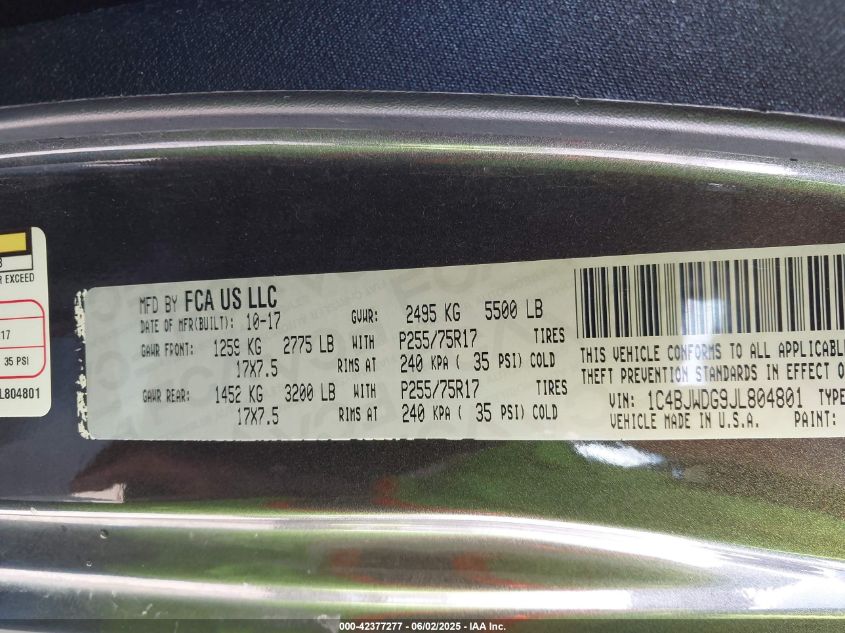 R EXCEED
R17
35 PSI
JL804801
MFD BY FCA US LLC
DATE OF MFR(BUILT): 10-17 GVWR: 2495 KG 5500 LB
GAWR FRONT: 1259 KG 2775 LB WITH P255/75R17 TIRES
17X7.5 RIMS AT 240 KPA ( 35 PSI) COLD
GAWR REAR: 1452 KG 3200 LB WITH P255/75R17 TIRES
17X7.5 RIMS AT 240 KPA ( 35 PSI) COLD
THIS VEHICLE CONFORMS TO ALL APPLICABLE
THEFT PREVENTION STANDARDS IN EFFECT O
VIN: 1C4BJWDG9JL804801 TYPE
VEHICLE MADE IN U.S.A. PAINT:
000-42377277 - 06/02/2025 - IAA Inc.